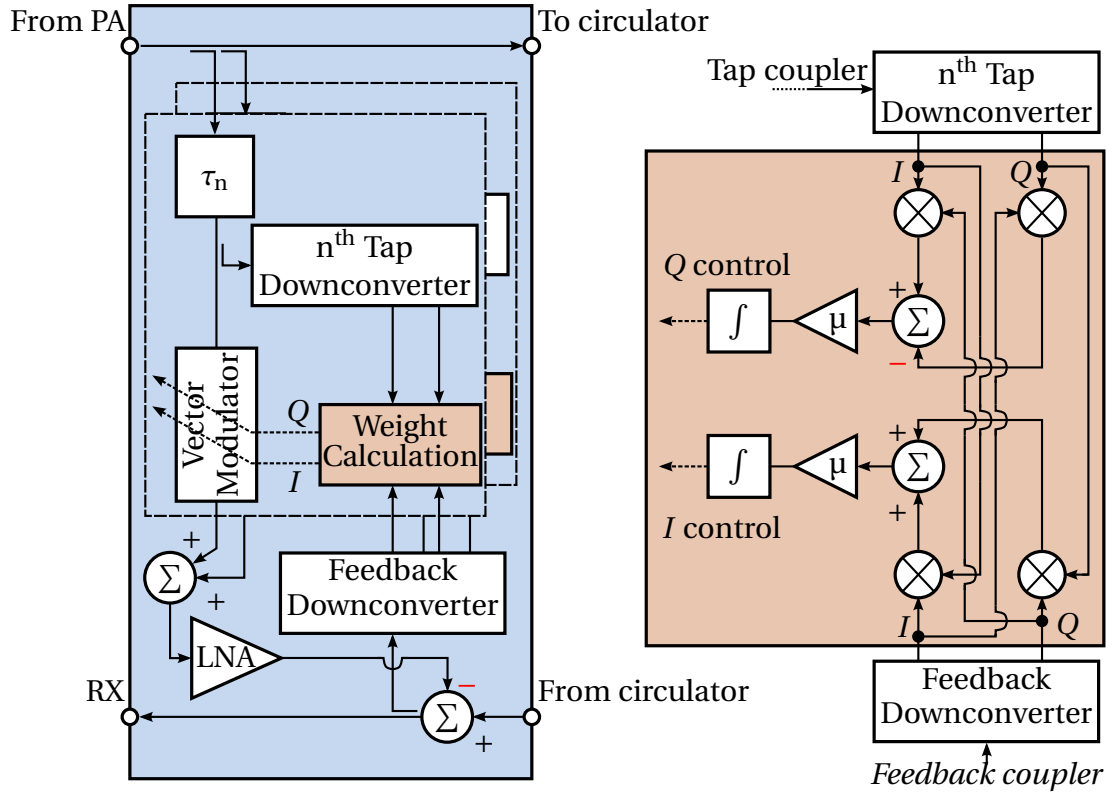 From PA
To circulator
τn
nth Tap
Downconverter
Vector
Modulator
Q
I
Weight
Calculation
+
Σ
+
Feedback
Downconverter
LNA
RX
−
Σ
+
From circulator
Tap coupler
nth Tap
Downconverter
I
Q
Q control
∫
µ
+
Σ
−
∫
µ
+
Σ
+
I control
I
Q
Feedback
Downconverter
Feedback coupler